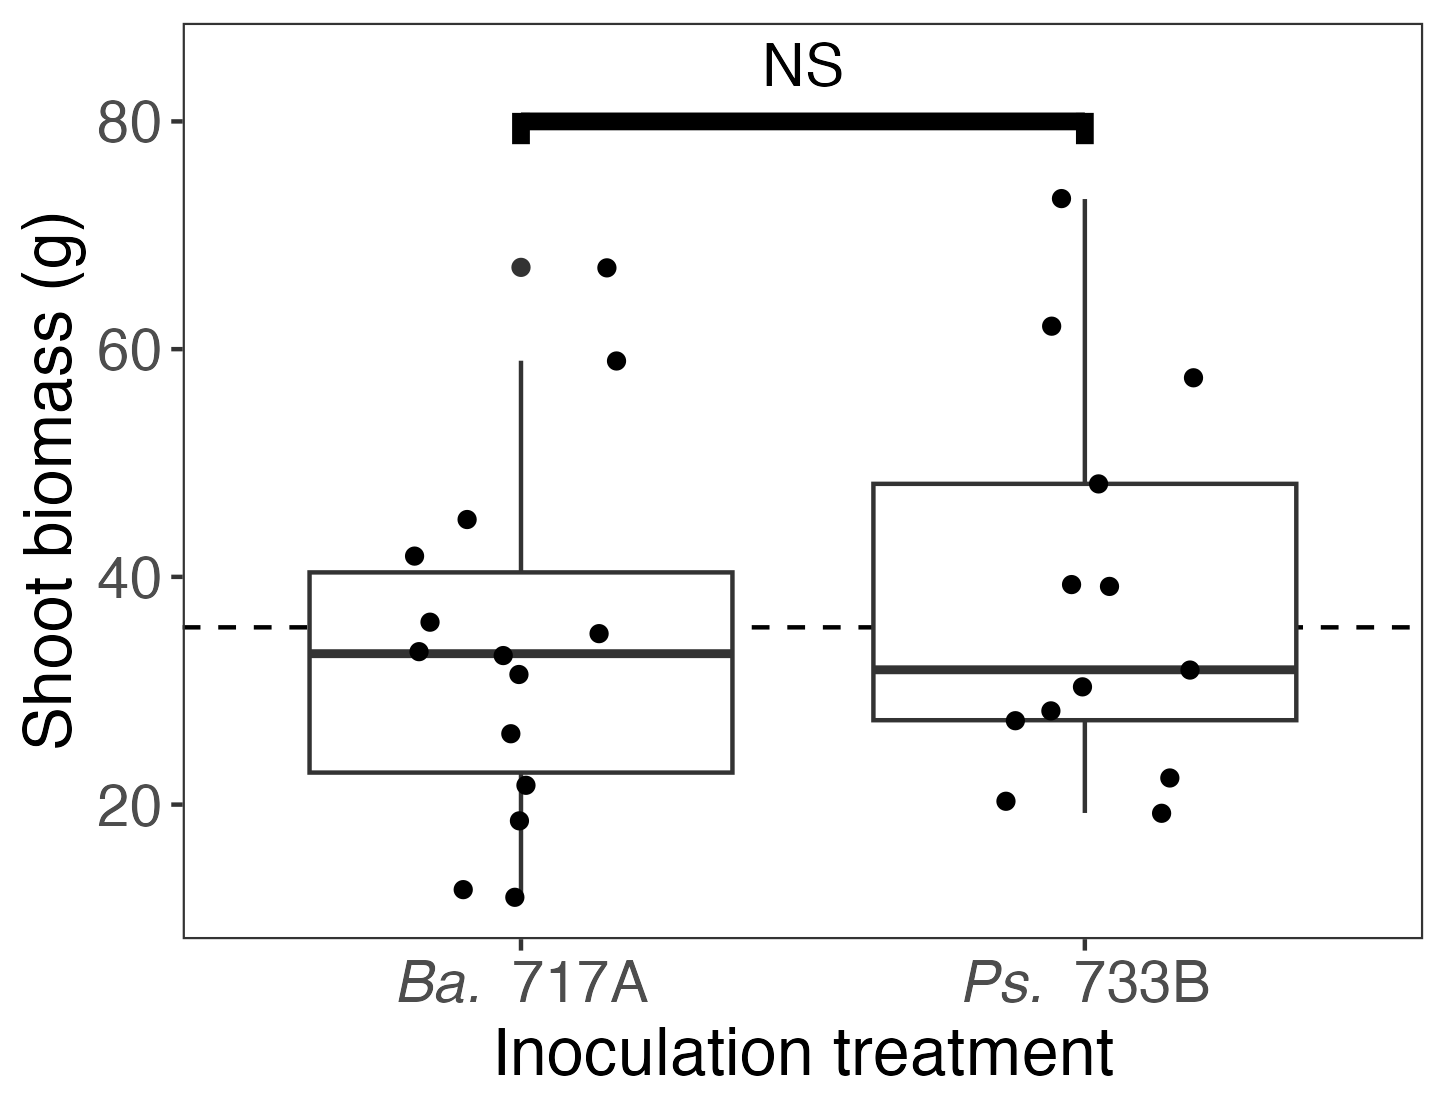 NS
80
60
40
20
Shoot biomass (g)
Ba. 717A
Ps. 733B
Inoculation treatment